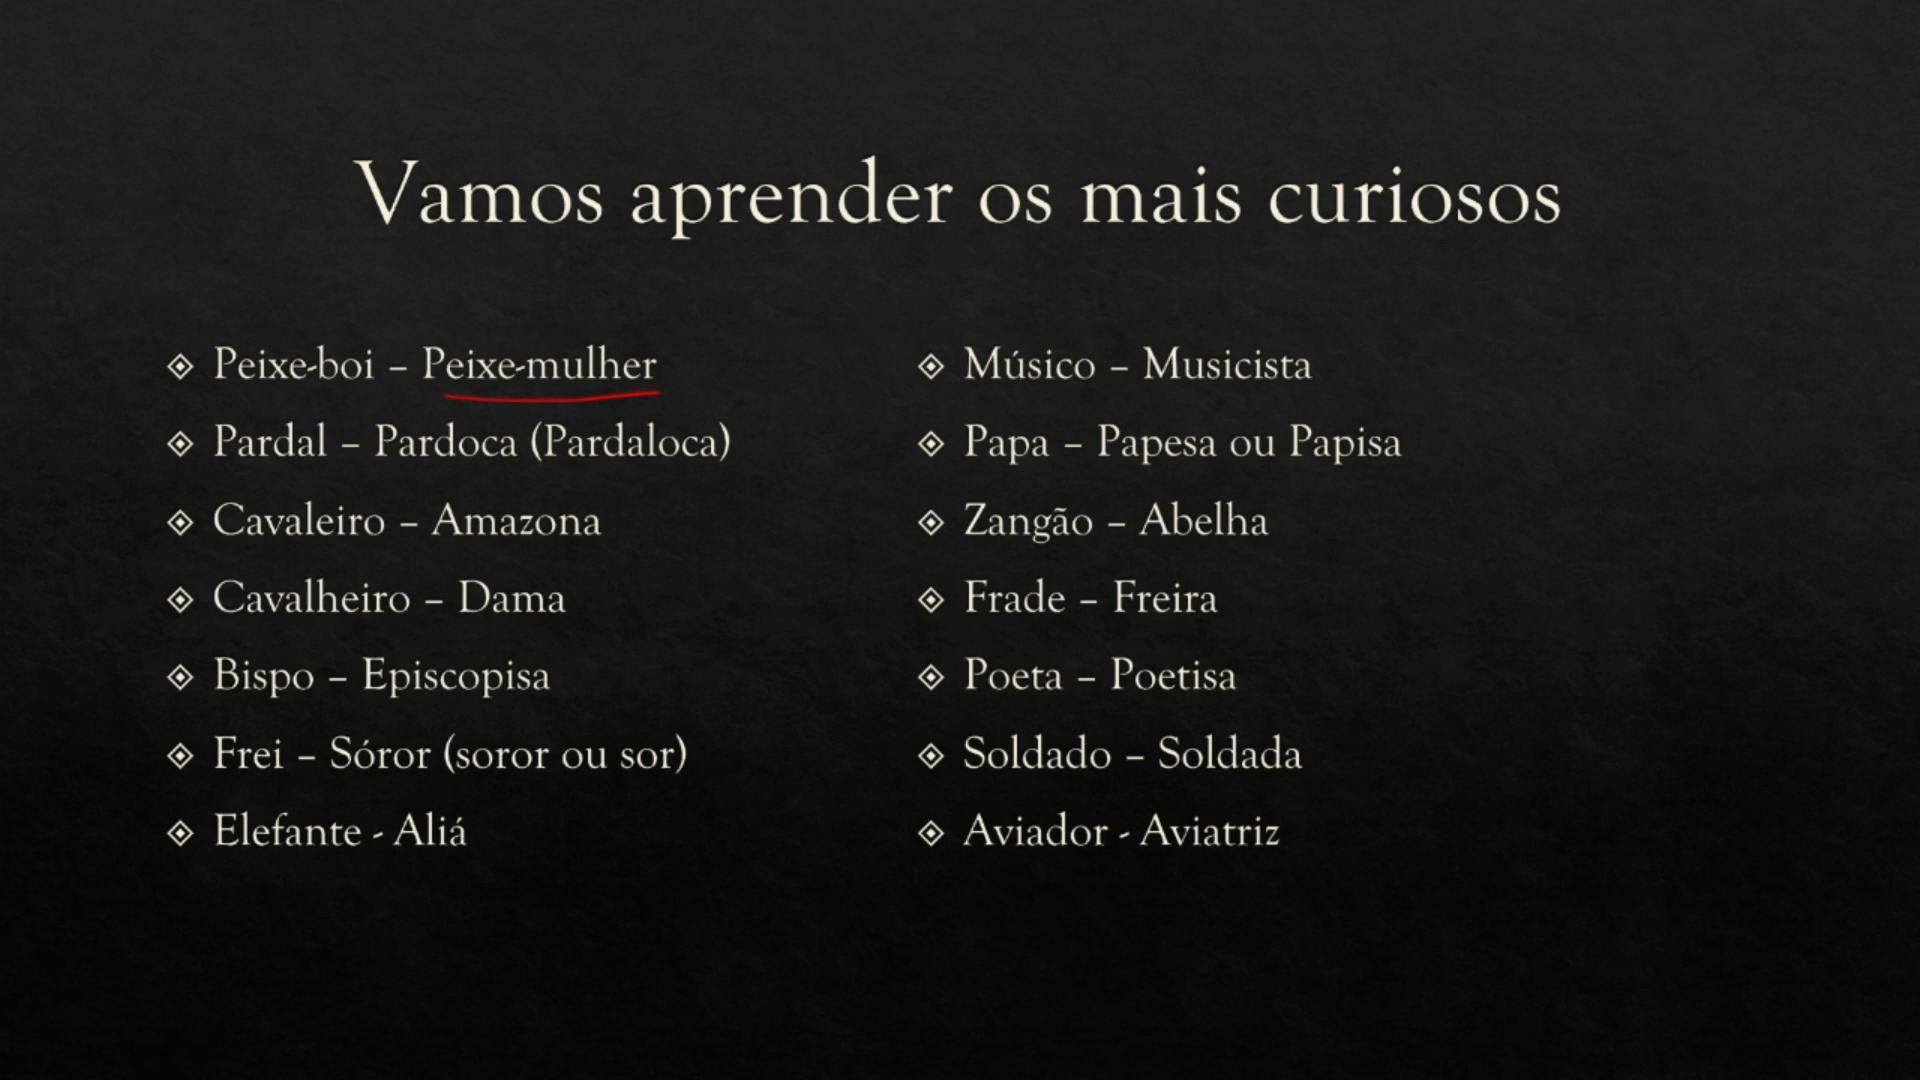 Vamos aprender os mais curiosos
Peixe-boi – Peixe-mulher
Pardal – Pardoca (Pardaloca)
Cavaleiro – Amazona
Cavalheiro – Dama
Bispo – Episcopisa
Frei – Sóror (soror ou sor)
Elefante - Aliá
Músico – Musicista
Papa – Papesa ou Papisa
Zangão – Abelha
Frade – Freira
Poeta – Poetisa
Soldado – Soldada
Aviador - Aviatriz